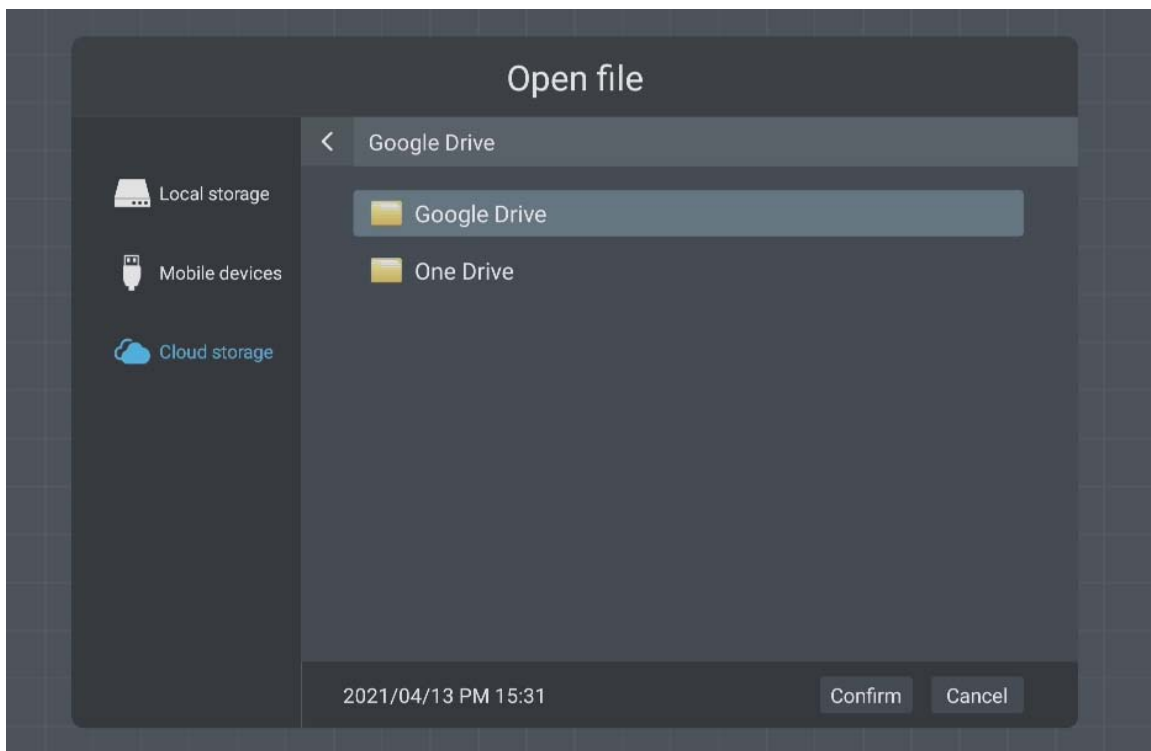 Open file
Google Drive
Local storage
Mobile devices
Cloud storage
Google Drive
One Drive
2021/04/13 PM 15:31
Confirm
Cancel